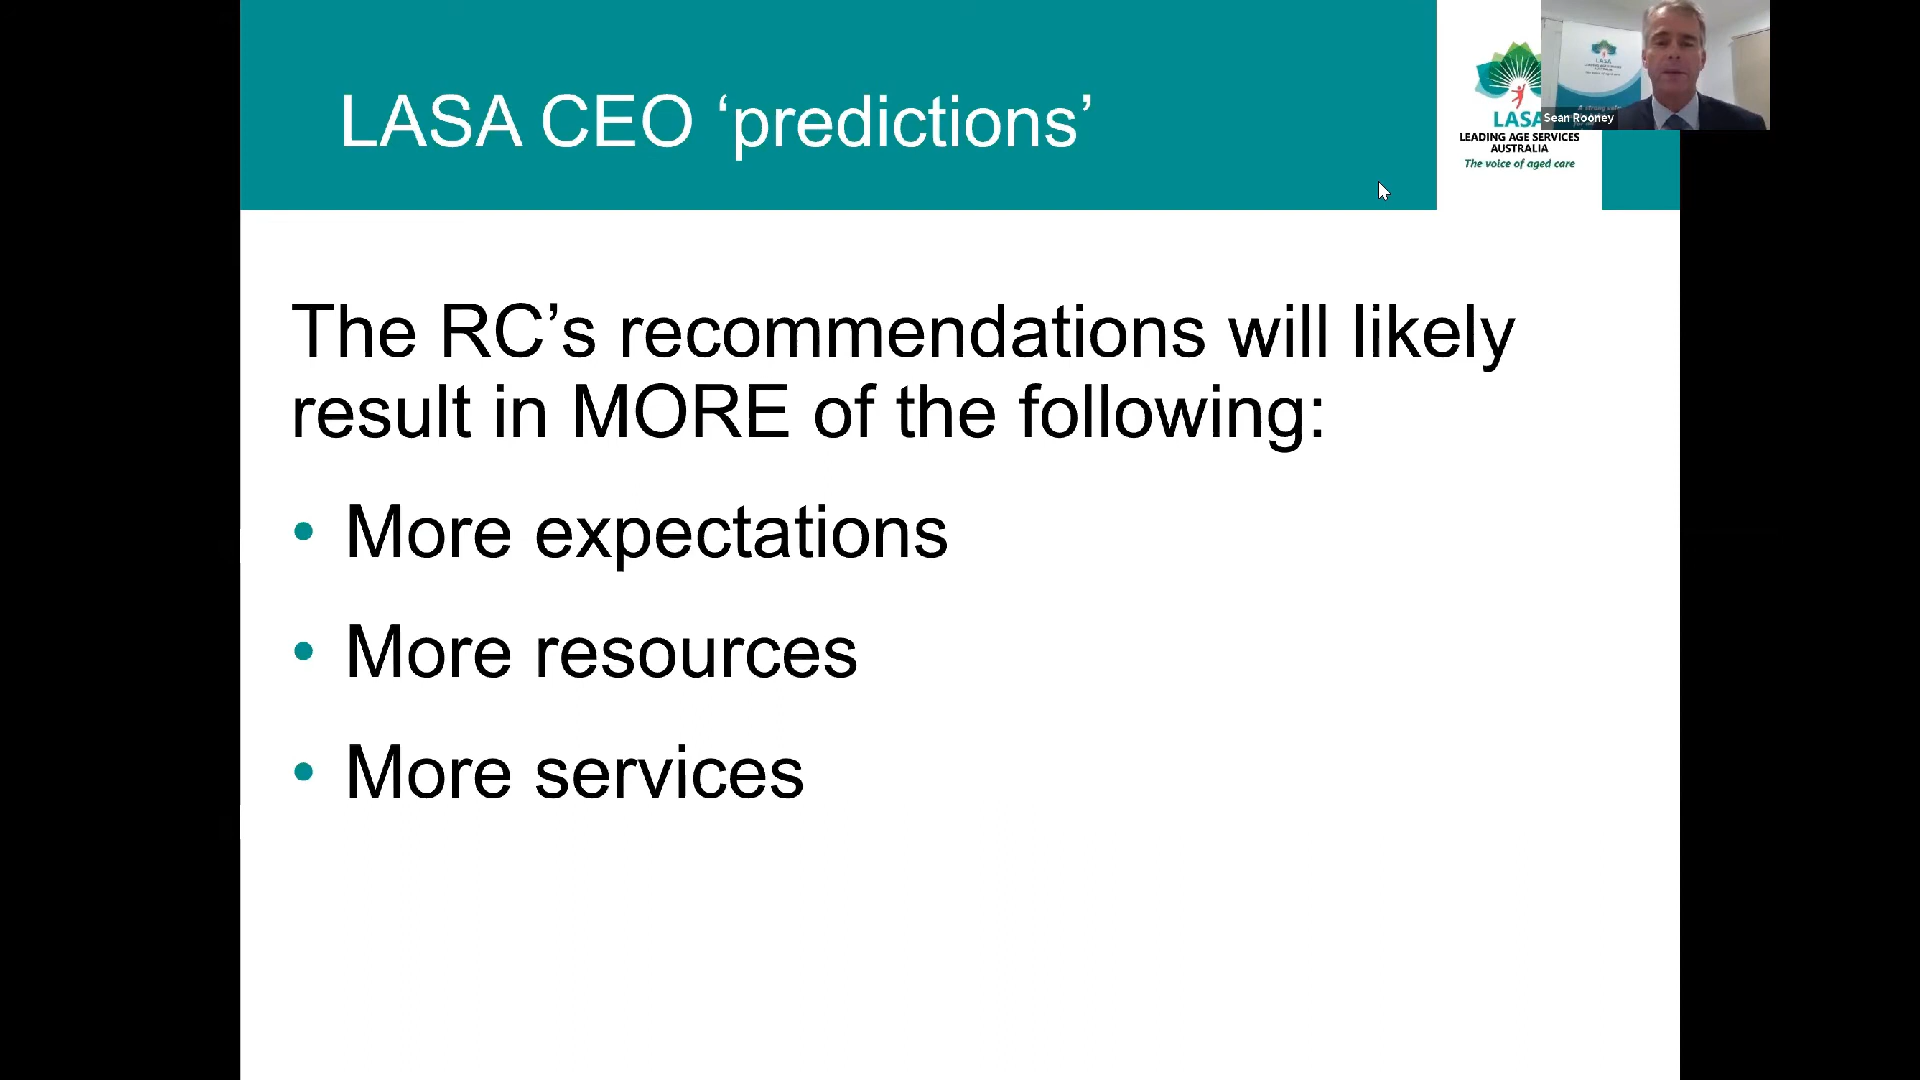 LASA CEO ‘predictions’
LASA
LEADING AGE SERVICES
AUSTRALIA
The voice of aged care
LASA
Sean Rooney
The RC’s recommendations will likely
result in MORE of the following:
• More expectations
• More resources
• More services